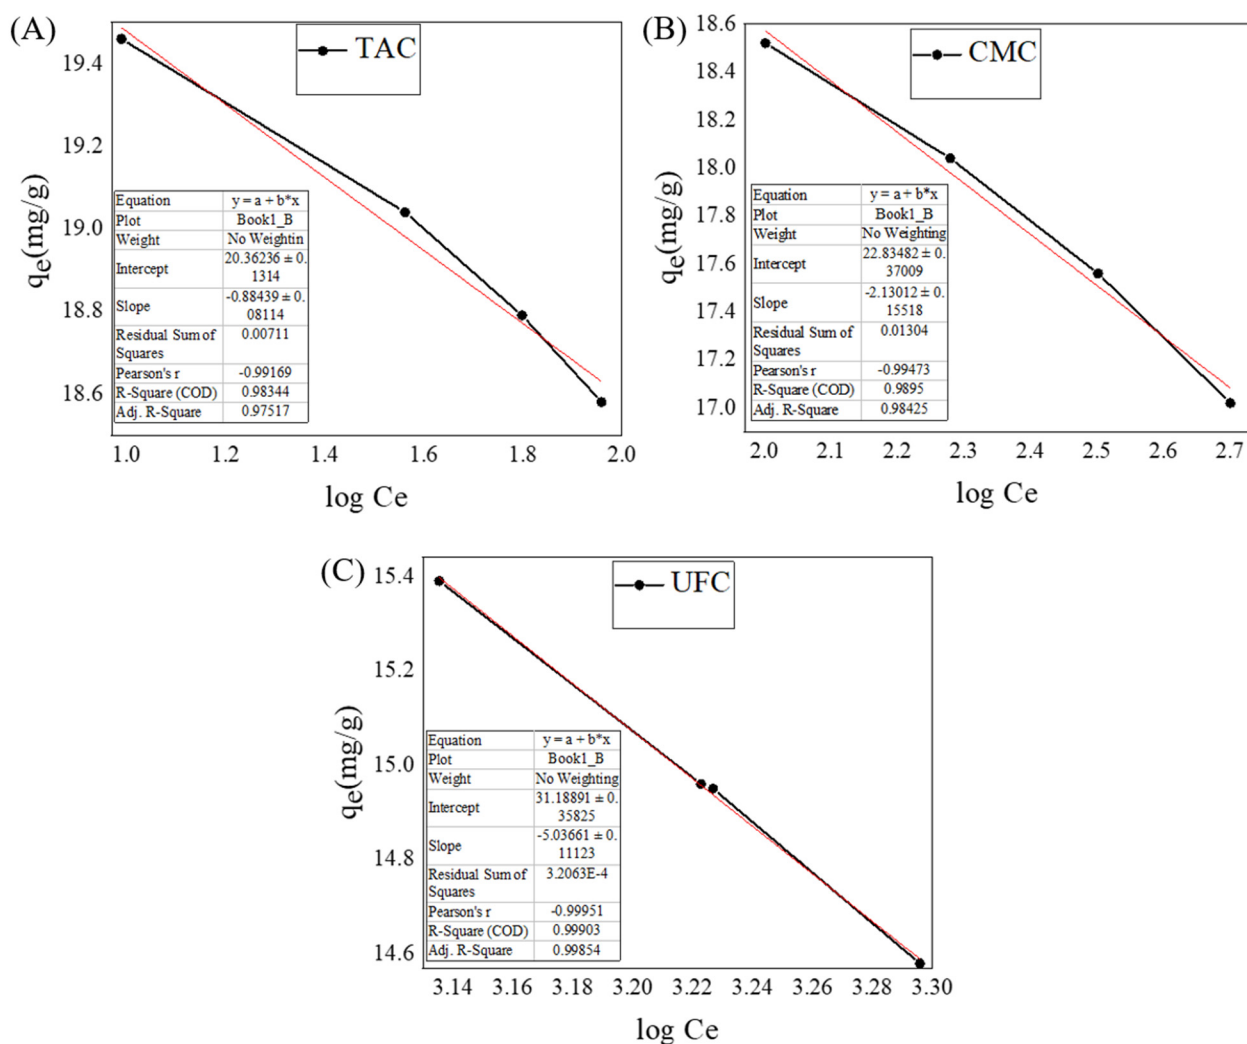 (A)
TAC
19.4
19.2
19.0
18.8
18.6
qe(mg/g)
Equation y = a + b*x
Plot Book1_B
Weight No Weightin
Intercept 20.36236 ± 0.
1314
Slope -0.88439 ± 0.
08114
Residual Sum of
Squares 0.00711
Pearson's r -0.99169
R-Square (COD) 0.98344
Adj. R-Square 0.97517
1.0 1.2 1.4 1.6 1.8 2.0
log Ce
(B)
CMC
18.6
18.4
18.2
18.0
17.8
17.6
17.4
17.2
17.0
qe(mg/g)
Equation y = a + b*x
Plot Book1_B
Weight No Weighting
Intercept 22.83482 ± 0.
37009
Slope -2.13012 ± 0.
15518
Residual Sum of
Squares 0.01304
Pearson's r -0.99473
R-Square (COD) 0.9895
Adj. R-Square 0.98425
2.0 2.1 2.2 2.3 2.4 2.5 2.6 2.7
log Ce
(C)
UFC
15.4
15.2
15.0
14.8
14.6
qe(mg/g)
Equation y = a + b*x
Plot Book1_B
Weight No Weighting
Intercept 31.18891 ± 0.
35825
Slope -5.03661 ± 0.
11123
Residual Sum of
Squares 3.2063E-4
Pearson's r -0.99951
R-Square (COD) 0.99903
Adj. R-Square 0.99854
3.14 3.16 3.18 3.20 3.22 3.24 3.26 3.28 3.30
log Ce